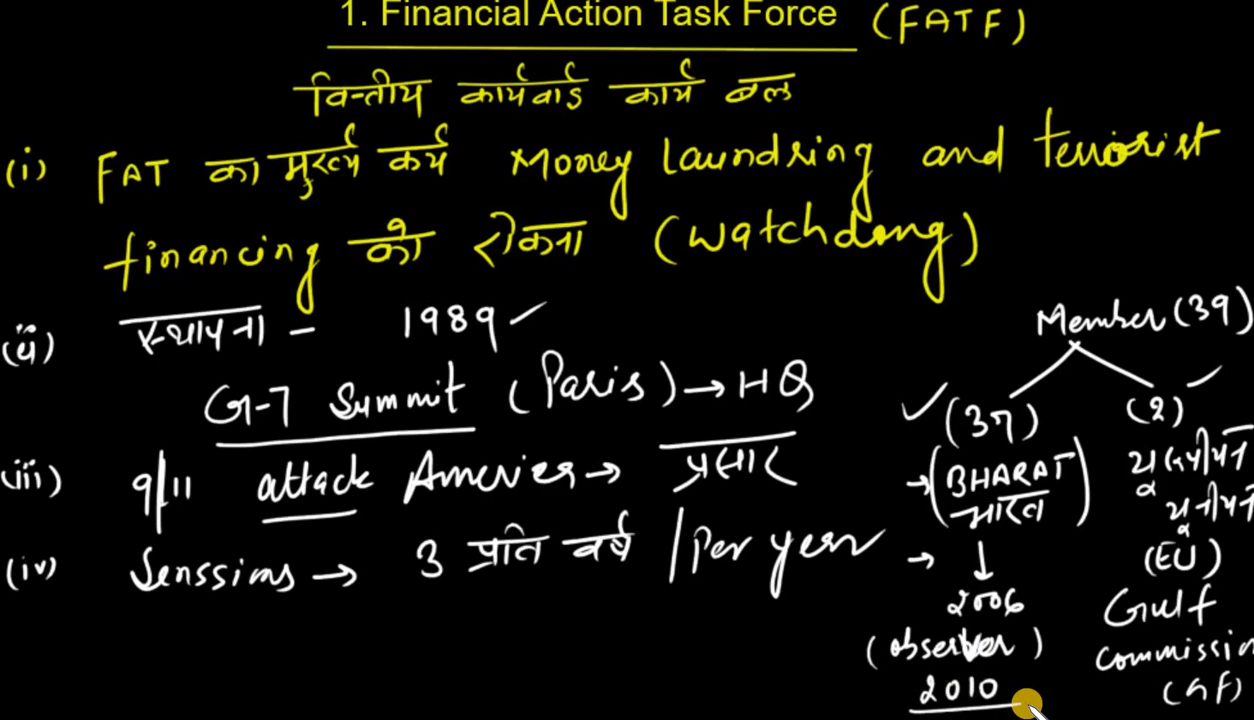 1. Financial Action Task Force (FATF)
वित्तीय कार्यवाई कार्य बल
(i) FAT का मुख्य कर्य Money laundring and terrorist
financing को रोकना (watchdong)
(ii) स्थापना - 1989
G-7 Summit (Paris) → HQ
(iii) 9/11 attack America → प्रसार
(iv) Senssions → 3 प्रति वर्ष / Per year
Member (39)
(37) (2)
→ (BHARAT भारत) यूरोपीयन
यूनीयन
→ ↓ (EU)
2006 Gulf
(observer) commission
2010 (GF)